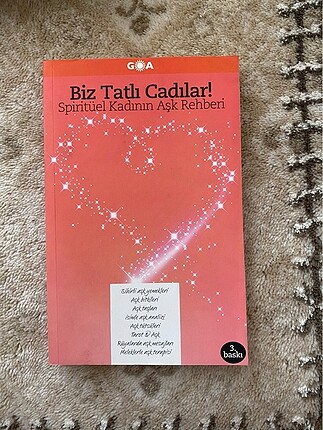 GOA
Biz Tatlı Cadılar!
Spiritüel Kadının Aşk Rehberi
Sihirli aşk yemekleri
Aşk bitkileri
Aşk taşları
İsimle aşk analizi
Aşk ritüelleri
Tarot & Aşk
Rüyalarda aşk mesajları
Meleklerle aşk terapisi
3.
baskı